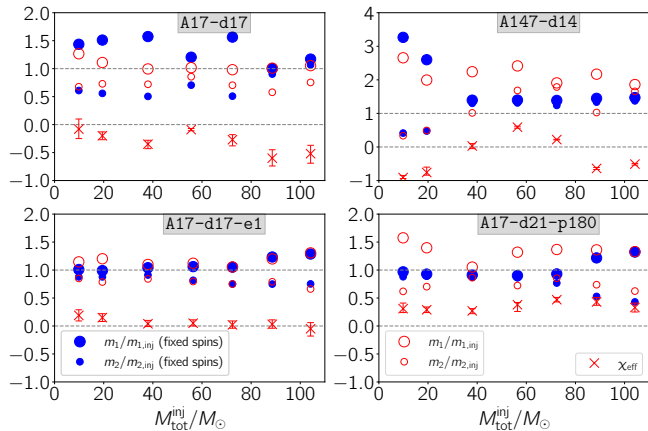 A17-d17
2.0
1.5
1.0
0.5
0.0
−0.5
−1.0
0 20 40 60 80 100
A147-d14
4
3
2
1
0
−1
0 20 40 60 80 100
A17-d17-e1
2.0
1.5
1.0
0.5
0.0
−0.5
−1.0
m₁/m₁,inj (fixed spins)
m₂/m₂,inj (fixed spins)
0 20 40 60 80 100
M_tot^inj/M_⊙
A17-d21-p180
2.0
1.5
1.0
0.5
0.0
−0.5
−1.0
m₁/m₁,inj
m₂/m₂,inj
χ_eff
0 20 40 60 80 100
M_tot^inj/M_⊙